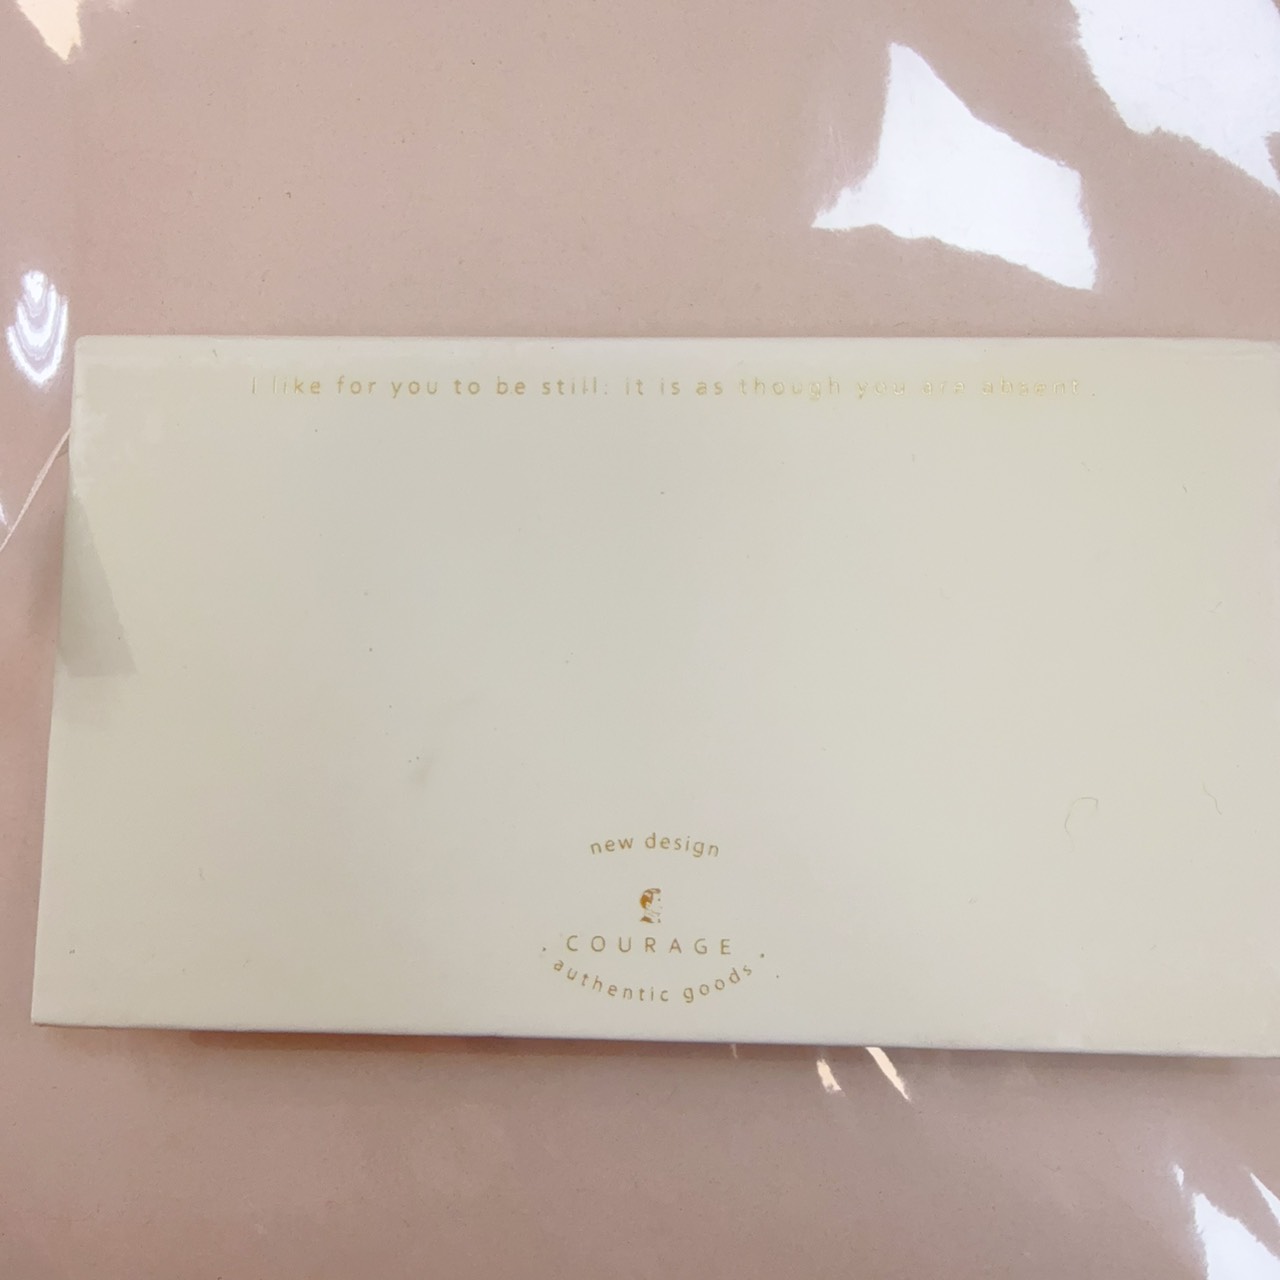 I like for you to be still: it is as though you are absent
new design
COURAGE
authentic goods